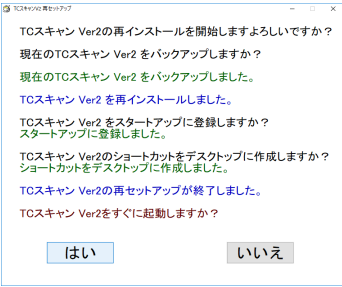 TCスキャンV2 再セットアップ
TCスキャン Ver2の再インストールを開始しますよろしいですか？
現在のTCスキャン Ver2 をバックアップしますか？
現在のTCスキャン Ver2 をバックアップしました。
TCスキャン Ver2 を再インストールしました。
TCスキャン Ver2 をスタートアップに登録しますか？
スタートアップに登録しました。
TCスキャン Ver2のショートカットをデスクトップに作成しますか？
ショートカットをデスクトップに作成しました。
TCスキャン Ver2の再セットアップが終了しました。
TCスキャン Ver2をすぐに起動しますか？
はい
いいえ